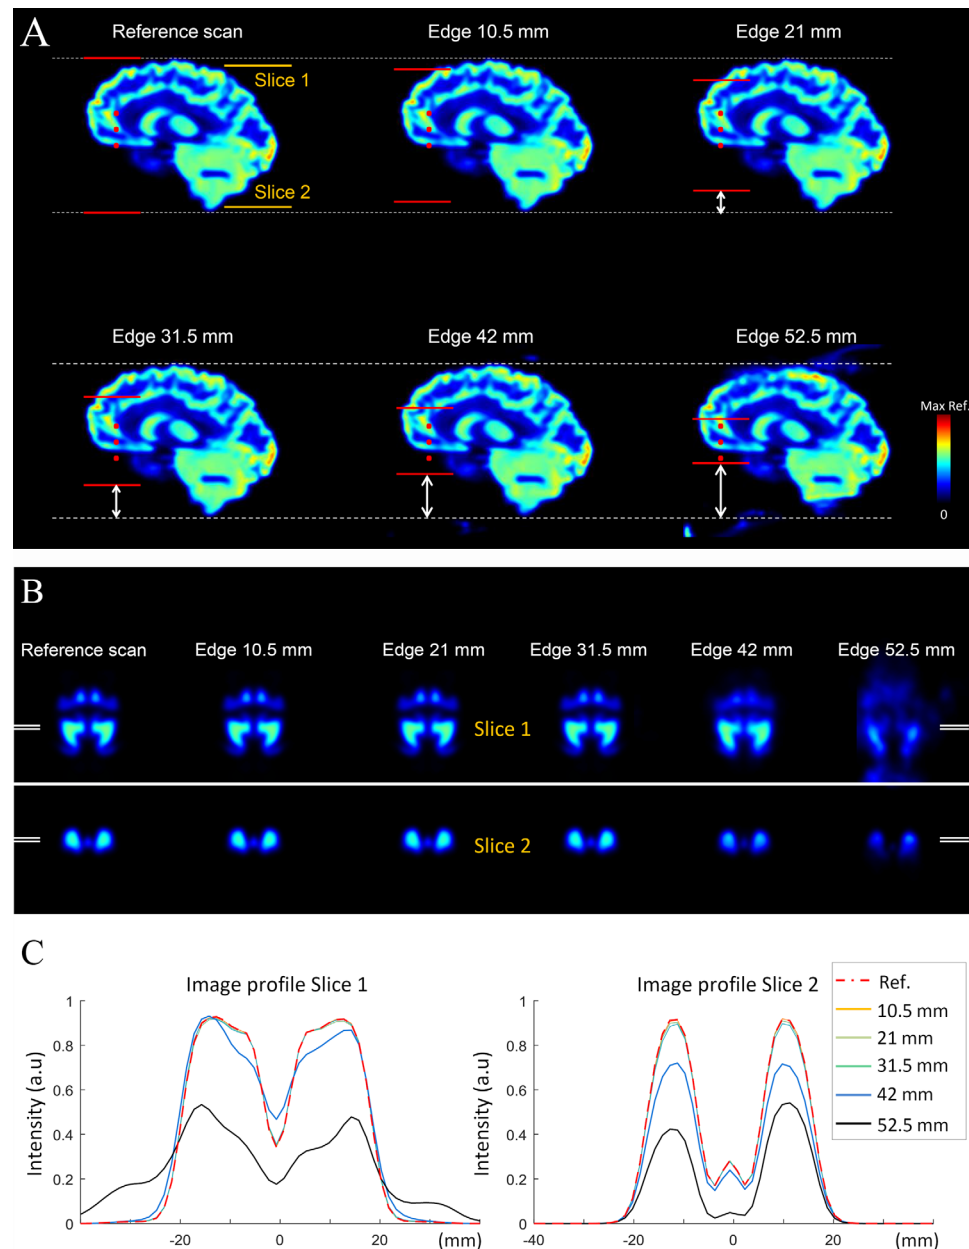 A
Reference scan
Edge 10.5 mm
Edge 21 mm
Slice 1
Slice 2
Edge 31.5 mm
Edge 42 mm
Edge 52.5 mm
Max Ref.
0
B
Reference scan
Edge 10.5 mm
Edge 21 mm
Edge 31.5 mm
Edge 42 mm
Edge 52.5 mm
Slice 1
Slice 2
C
Image profile Slice 1
Intensity (a.u)
1
0.8
0.6
0.4
0.2
0
-20
0
20
(mm)
Image profile Slice 2
Intensity (a.u)
1
0.8
0.6
0.4
0.2
0
-40
-20
0
20
(mm)
Ref.
10.5 mm
21 mm
31.5 mm
42 mm
52.5 mm